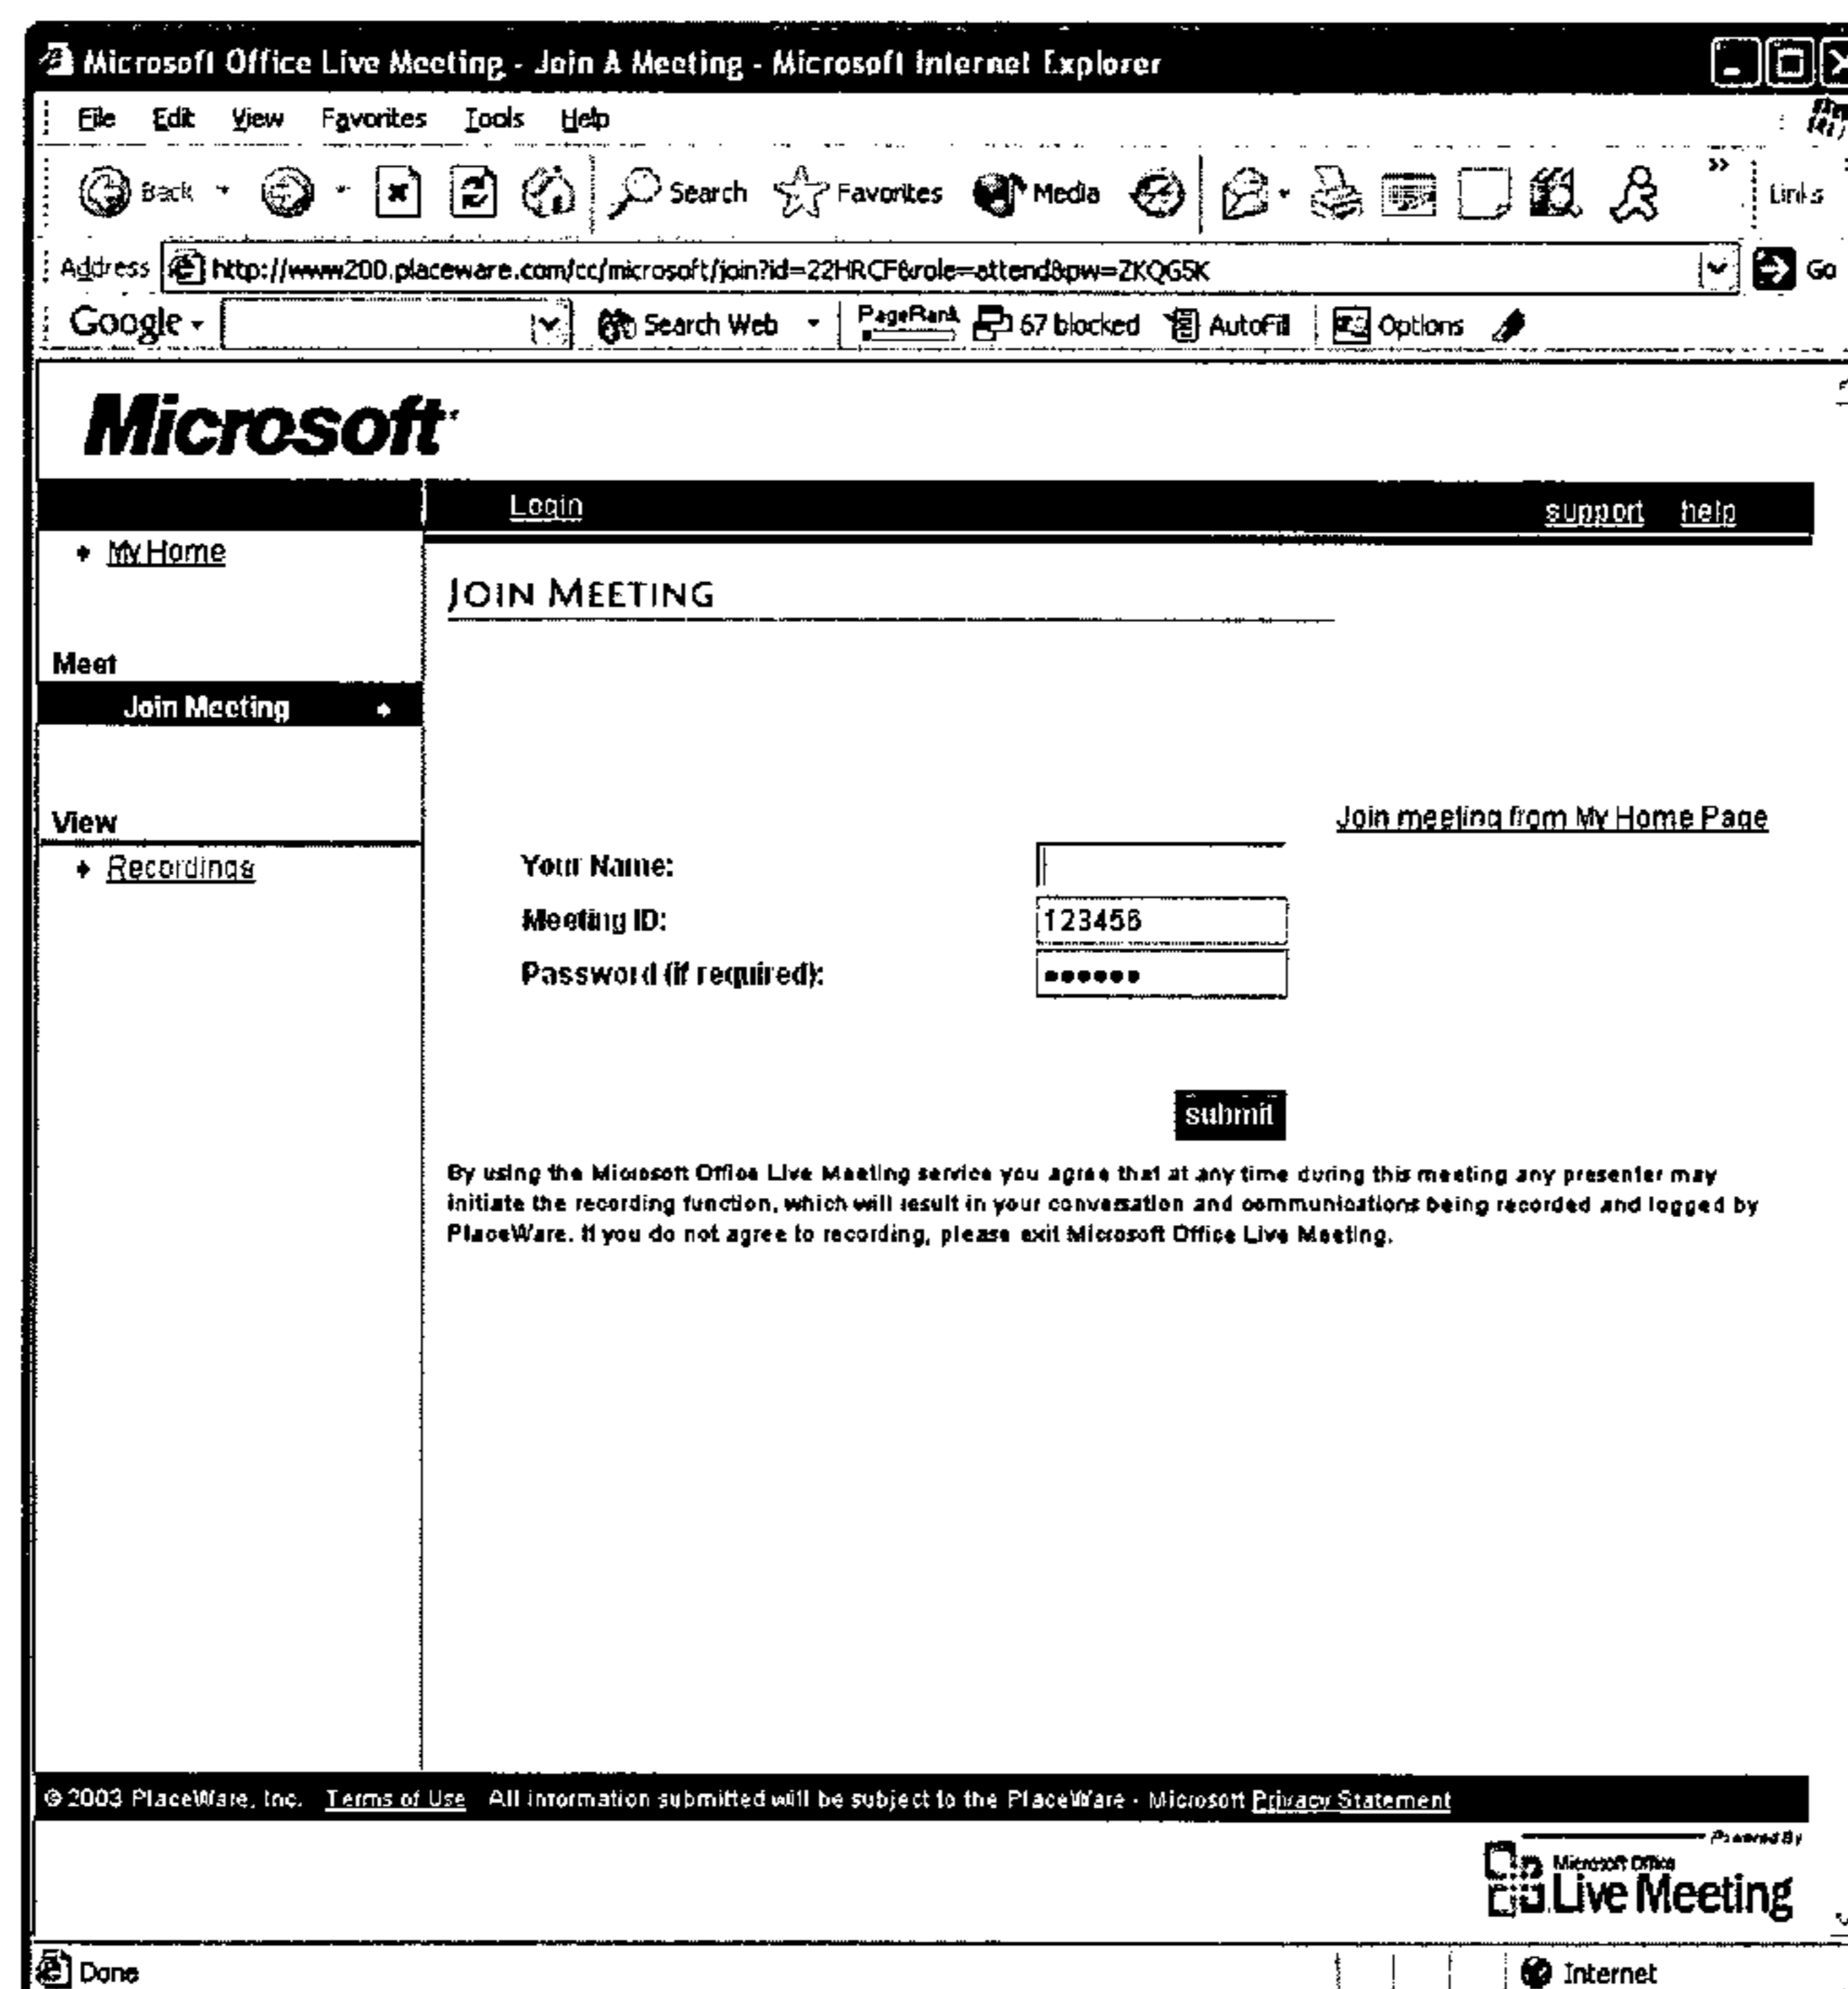 Microsoft Office Live Meeting - Join A Meeting - Microsoft Internet Explorer
File Edit View Favorites Tools Help
Back Search Favorites Media » Links
Address http://www200.placeware.com/cc/microsoft/join?id=22HRCF&role=attend&pw=ZKQG5K Go
Google Search Web PageRank 67 blocked AutoFill Options
Microsoft
Login support help
My Home
JOIN MEETING
Meet
Join Meeting
Join meeting from My Home Page
View
Recordings
Your Name:
Meeting ID: 123456
Password (if required): ••••••
submit
By using the Microsoft Office Live Meeting service you agree that at any time during this meeting any presenter may
initiate the recording function, which will result in your conversation and communications being recorded and logged by
PlaceWare. If you do not agree to recording, please exit Microsoft Office Live Meeting.
© 2003 PlaceWare, Inc. Terms of Use All information submitted will be subject to the PlaceWare - Microsoft Privacy Statement
Powered By
Microsoft Office
Live Meeting
Done Internet